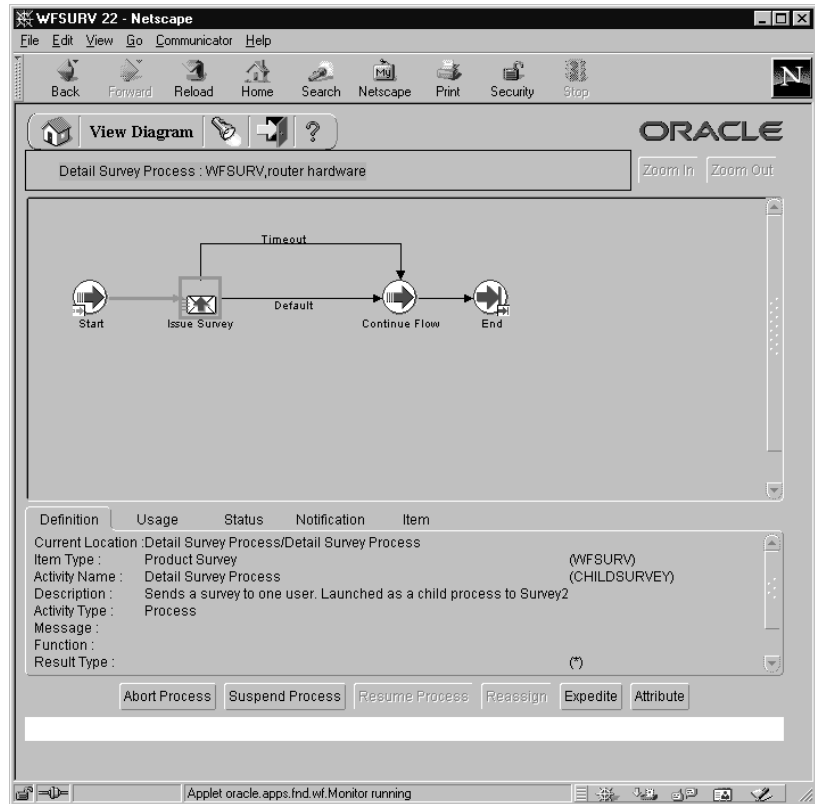 WFSURV 22 - Netscape
File Edit View Go Communicator Help
My
Back Forward Reload Home Search Netscape Print Security Stop
N
View Diagram ?
ORACLE
Detail Survey Process : WFSURV,router hardware
Zoom In Zoom Out
Timeout
Default
Start Issue Survey Continue Flow End
Definition Usage Status Notification Item
Current Location :Detail Survey Process/Detail Survey Process
Item Type : Product Survey (WFSURV)
Activity Name : Detail Survey Process (CHILDSURVEY)
Description : Sends a survey to one user. Launched as a child process to Survey2
Activity Type : Process
Message :
Function :
Result Type : (*)
Abort Process Suspend Process Resume Process Reassign Expedite Attribute
Applet oracle.apps.fnd.wf.Monitor running